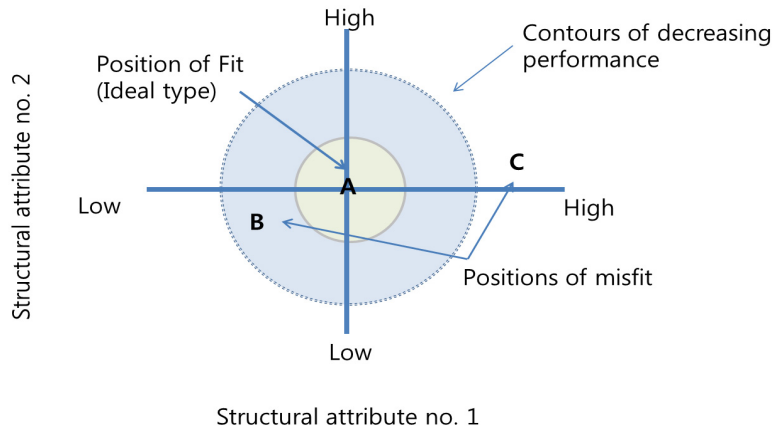 High
Contours of decreasing
performance
Position of Fit
(Ideal type)
Structural attribute no. 2
C
A
Low
High
B
Positions of misfit
Low
Structural attribute no. 1